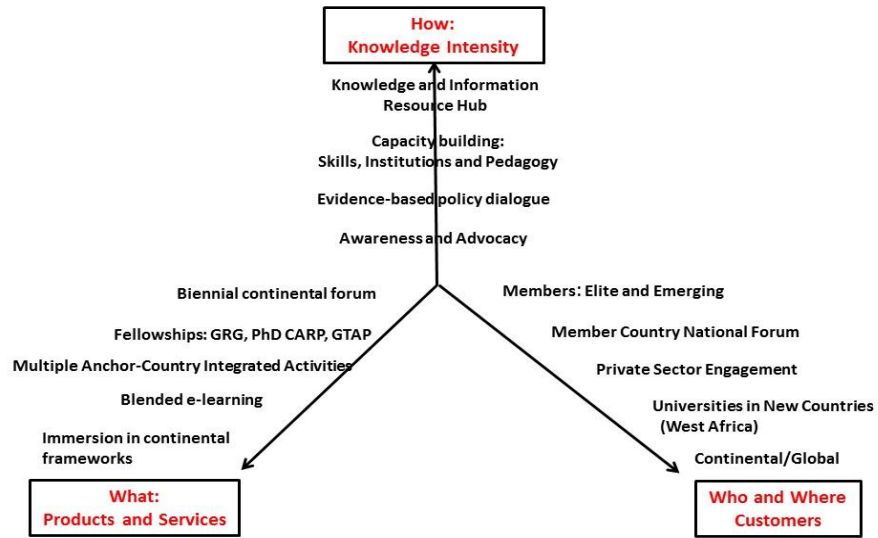 How:
Knowledge Intensity
Knowledge and Information
Resource Hub
Capacity building:
Skills, Institutions and Pedagogy
Evidence-based policy dialogue
Awareness and Advocacy
Biennial continental forum
Fellowships: GRG, PhD CARP, GTAP
Multiple Anchor-Country Integrated Activities
Blended e-learning
Immersion in continental
frameworks
What:
Products and Services
Members: Elite and Emerging
Member Country National Forum
Private Sector Engagement
Universities in New Countries
(West Africa)
Continental/Global
Who and Where
Customers